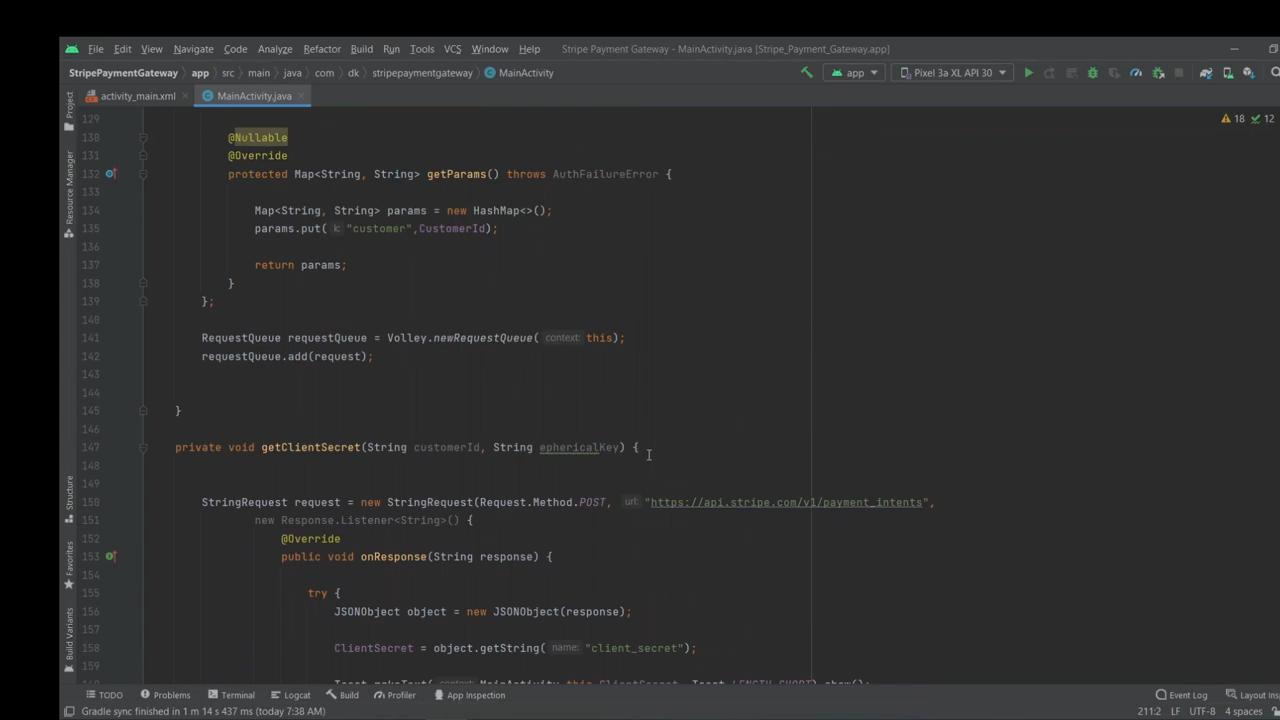 File Edit View Navigate Code Analyze Refactor Build Run Tools VCS Window Help Stripe Payment Gateway - MainActivity.java [Stripe_Payment_Gateway.app]
StripePaymentGateway app src main java com dk stripepaymentgateway MainActivity app Pixel 3a XL API 30
activity_main.xml MainActivity.java
Project
Resource Manager
Structure
Favorites
Build Variants
18 12
129
130 @Nullable
131 @Override
132 protected Map<String, String> getParams() throws AuthFailureError {
133
134 Map<String, String> params = new HashMap<>();
135 params.put( k: "customer",CustomerId);
136
137 return params;
138 }
139 };
140
141 RequestQueue requestQueue = Volley.newRequestQueue( context: this);
142 requestQueue.add(request);
143
144
145 }
146
147 private void getClientSecret(String customerId, String ephericalKey) {
148
149
150 StringRequest request = new StringRequest(Request.Method.POST, url: "https://api.stripe.com/v1/payment_intents",
151 new Response.Listener<String>() {
152 @Override
153 public void onResponse(String response) {
154
155 try {
156 JSONObject object = new JSONObject(response);
157
158 ClientSecret = object.getString( name: "client_secret");
159
TODO Problems Terminal Logcat Build Profiler App Inspection Event Log Layout Ins
Gradle sync finished in 1 m 14 s 437 ms (today 7:38 AM) 211:2 LF UTF-8 4 spaces